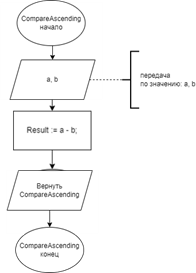 CompareAscending
начало
a, b
передача
по значению: a, b
Result := a - b;
Вернуть
CompareAscending
CompareAscending
конец